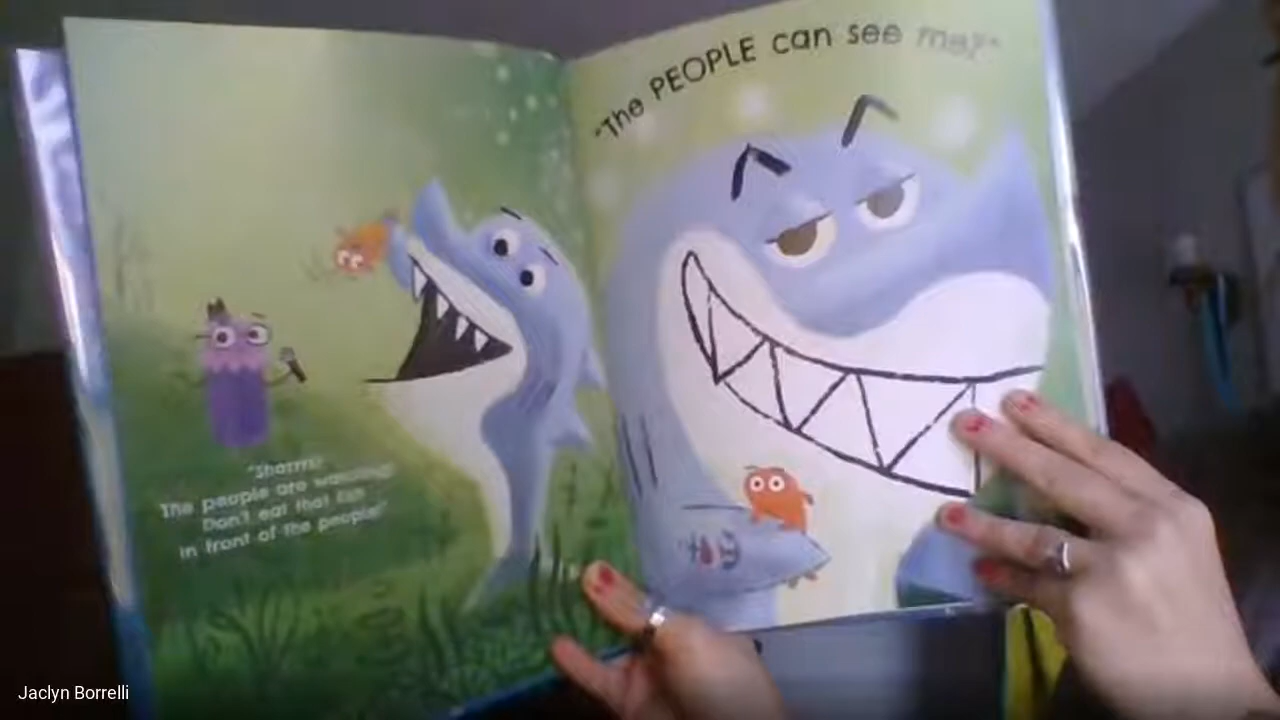 "Sharrrk!
The people are watching!
Don't eat that fish
in front of the people!"
"The PEOPLE can see me?"
Jaclyn Borrelli